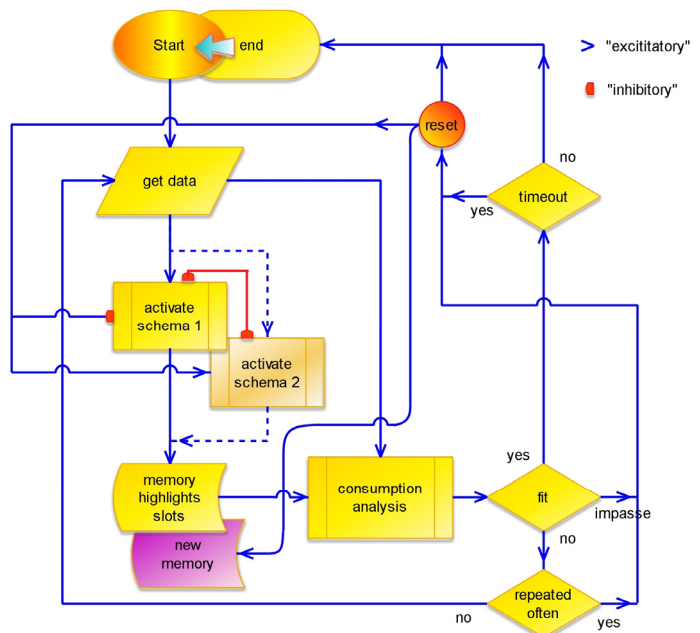 Start
end
"excititatory"
"inhibitory"
reset
no
get data
timeout
yes
activate
schema 1
activate
schema 2
yes
memory
highlights
slots
consumption
analysis
fit
impasse
new
memory
no
repeated
often
no
yes